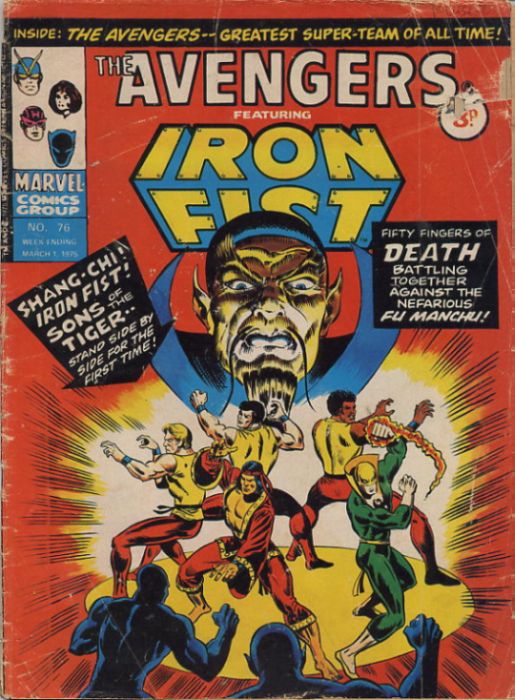 INSIDE: THE AVENGERS-- GREATEST SUPER-TEAM OF ALL TIME!
THE AVENGERS
FEATURING
IRON
FIST
MARVEL
COMICS
GROUP
NO. 76
WEEK ENDING
MARCH 1, 1975
SHANG-CHI!
IRON FIST!
SONS OF
THE
TIGER..
STAND SIDE BY
SIDE FOR THE
FIRST TIME!
FIFTY FINGERS OF
DEATH
BATTLING
TOGETHER
AGAINST THE
NEFARIOUS
FU MANCHU!